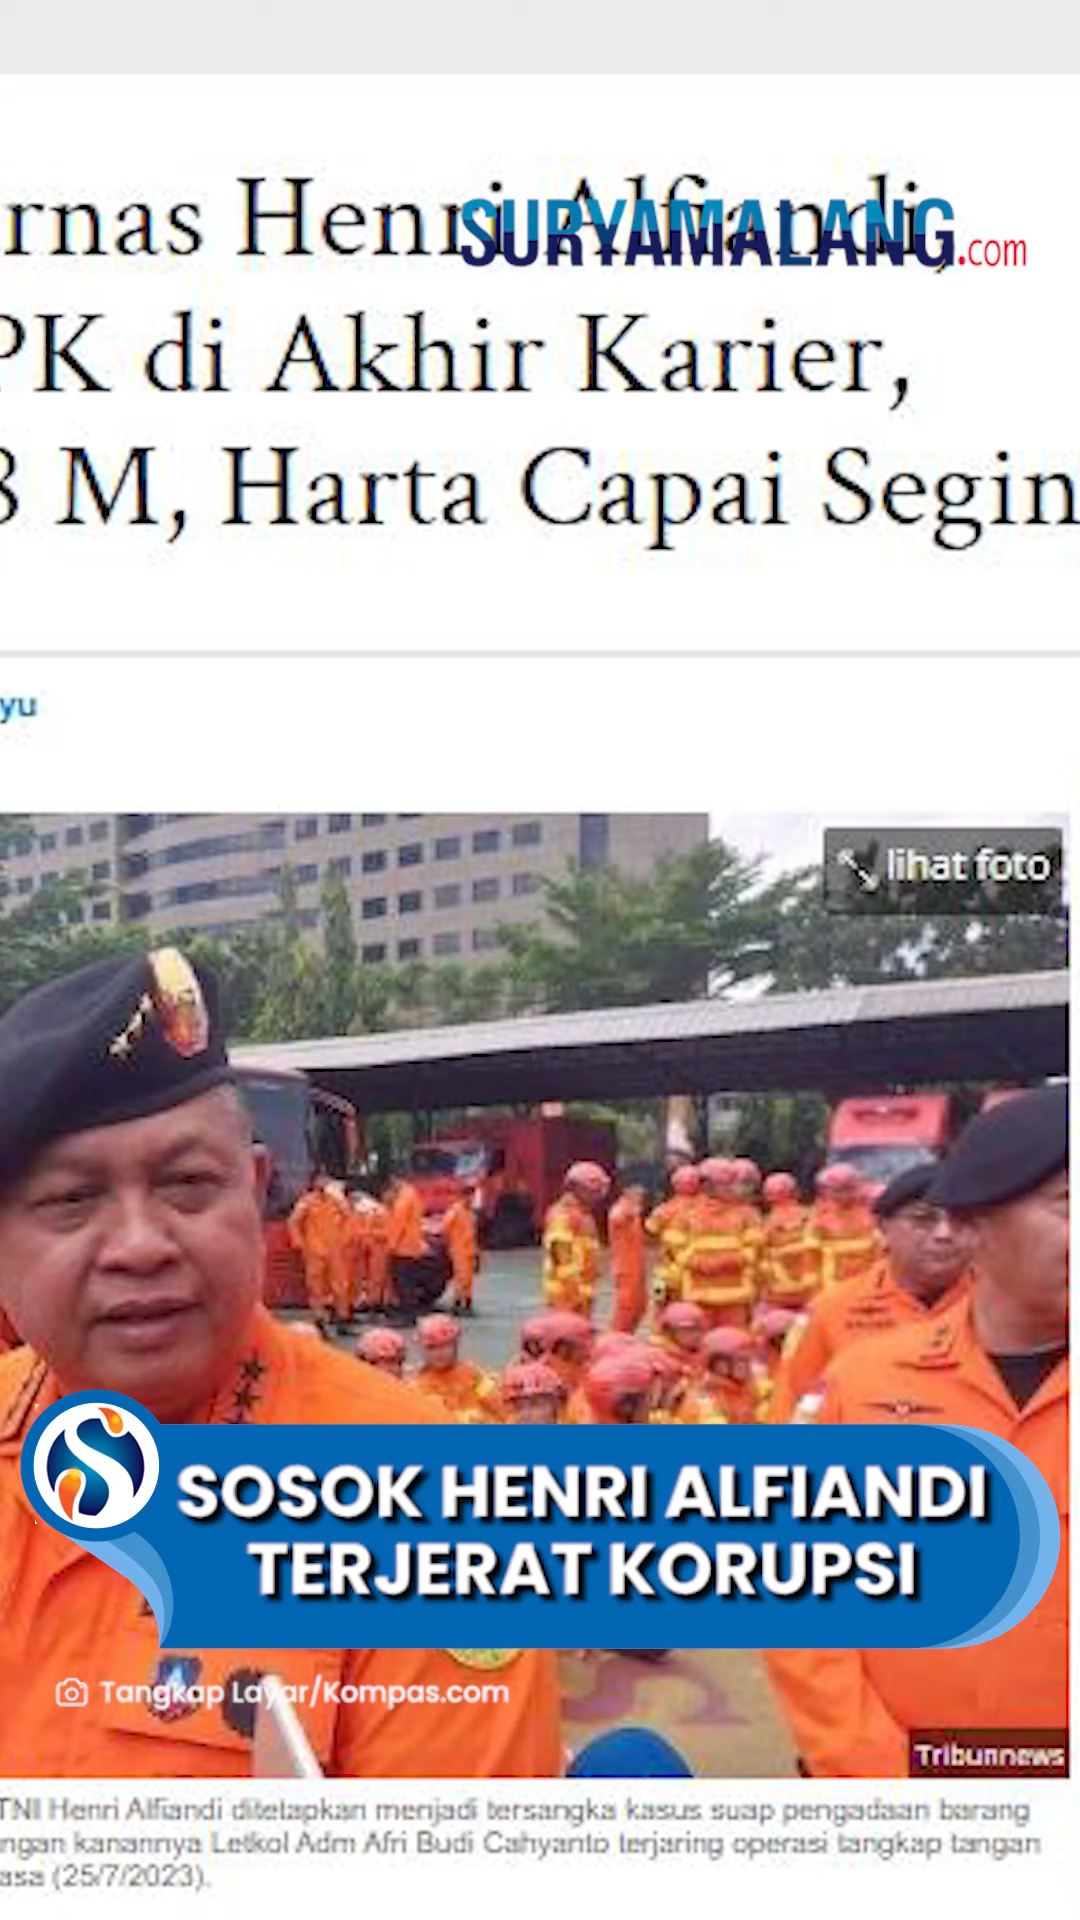 rnas Henri Alfiandi,
SURYAMALANG.com
PK di Akhir Karier,
8 M, Harta Capai Segin
yu
lihat foto
SOSOK HENRI ALFIANDI
TERJERAT KORUPSI
Tangkap Layar/Kompas.com
Tribunnews
TNI Henri Alfiandi ditetapkan menjadi tersangka kasus suap pengadaan barang
ngan kanannya Letkol Adm Afri Budi Cahyanto terjaring operasi tangkap tangan
asa (25/7/2023).